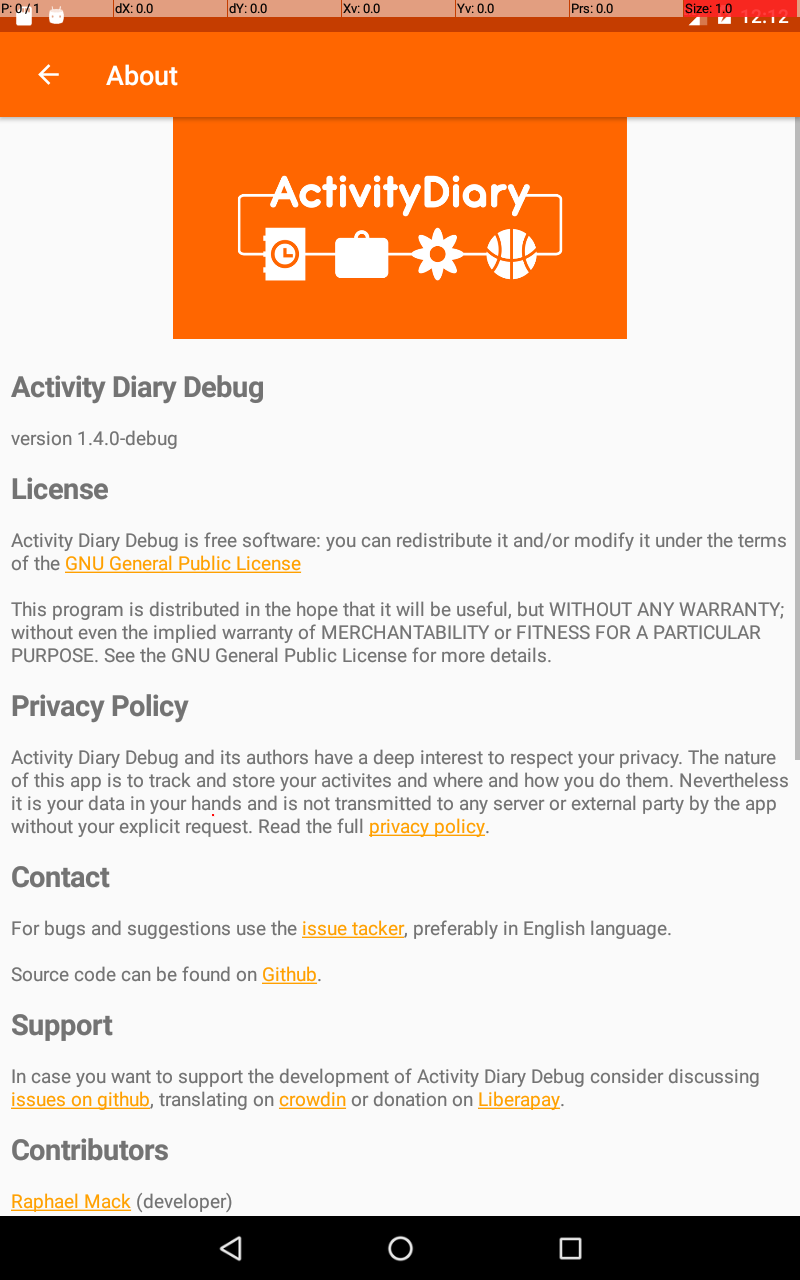 P: 0 / 1 dX: 0.0 dY: 0.0 Xv: 0.0 Yv: 0.0 Prs: 0.0 Size: 1.0
12:12
About
ActivityDiary
Activity Diary Debug
version 1.4.0-debug
License
Activity Diary Debug is free software: you can redistribute it and/or modify it under the terms
of the GNU General Public License
This program is distributed in the hope that it will be useful, but WITHOUT ANY WARRANTY;
without even the implied warranty of MERCHANTABILITY or FITNESS FOR A PARTICULAR
PURPOSE. See the GNU General Public License for more details.
Privacy Policy
Activity Diary Debug and its authors have a deep interest to respect your privacy. The nature
of this app is to track and store your activites and where and how you do them. Nevertheless
it is your data in your hands and is not transmitted to any server or external party by the app
without your explicit request. Read the full privacy policy.
Contact
For bugs and suggestions use the issue tacker, preferably in English language.
Source code can be found on Github.
Support
In case you want to support the development of Activity Diary Debug consider discussing
issues on github, translating on crowdin or donation on Liberapay.
Contributors
Raphael Mack (developer)